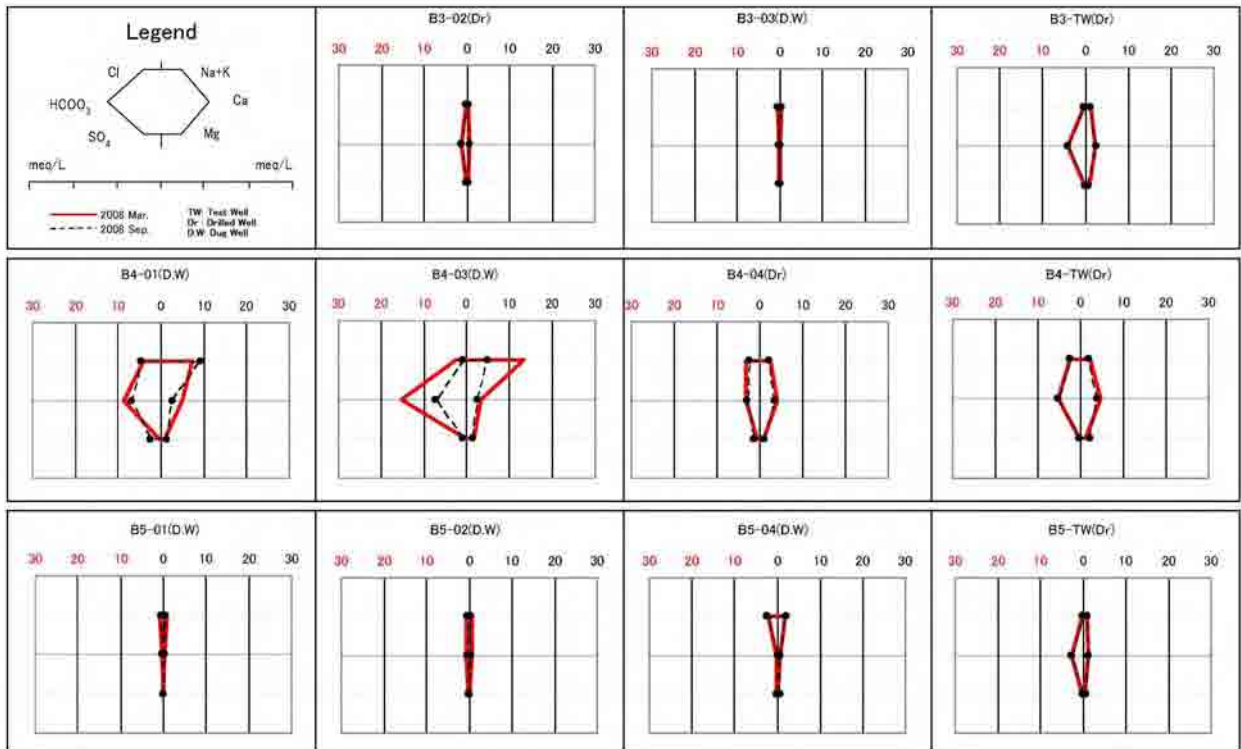 Legend
Cl Na+K
HCOO3 Ca
SO4 Mg
meq/L meq/L
2008 Mar.
2008 Sep.
TW: Test Well
Dr : Drilled Well
D.W: Dug Well
B3-02(Dr)
30 20 10 0 10 20 30
B3-03(D.W)
30 20 10 0 10 20 30
B3-TW(Dr)
30 20 10 0 10 20 30
B4-01(D.W)
30 20 10 0 10 20 30
B4-03(D.W)
30 20 10 0 10 20 30
B4-04(Dr)
30 20 10 0 10 20 30
B4-TW(Dr)
30 20 10 0 10 20 30
B5-01(D.W)
30 20 10 0 10 20 30
B5-02(D.W)
30 20 10 0 10 20 30
B5-04(D.W)
30 20 10 0 10 20 30
B5-TW(Dr)
30 20 10 0 10 20 30